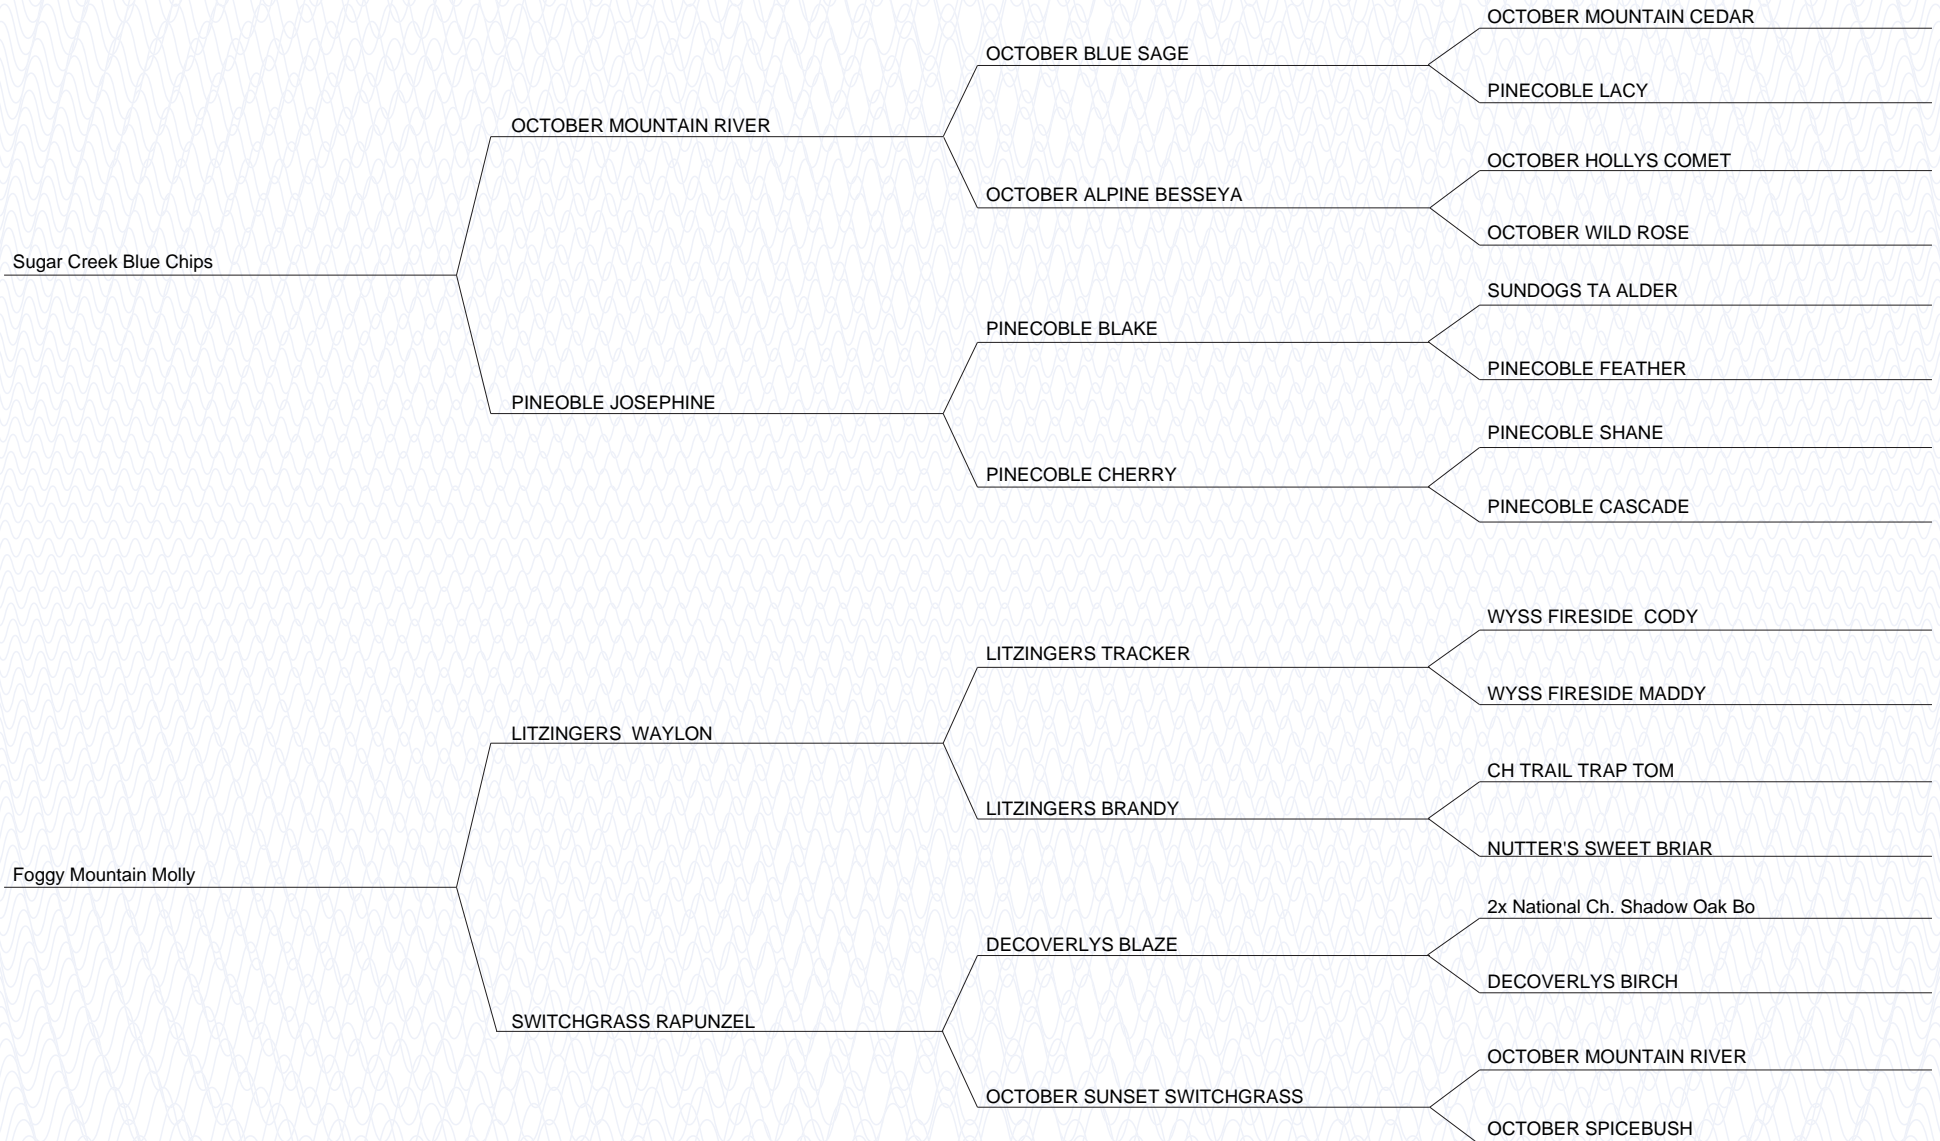 OCTOBER MOUNTAIN CEDAR
OCTOBER BLUE SAGE
PINECOBLE LACY
OCTOBER MOUNTAIN RIVER
OCTOBER HOLLYS COMET
OCTOBER ALPINE BESSEYA
OCTOBER WILD ROSE
Sugar Creek Blue Chips
SUNDOGS TA ALDER
PINECOBLE BLAKE
PINECOBLE FEATHER
PINEOBLE JOSEPHINE
PINECOBLE SHANE
PINECOBLE CHERRY
PINECOBLE CASCADE
WYSS FIRESIDE  CODY
LITZINGERS TRACKER
WYSS FIRESIDE MADDY
LITZINGERS  WAYLON
CH TRAIL TRAP TOM
LITZINGERS BRANDY
NUTTER'S SWEET BRIAR
Foggy Mountain Molly
2x National Ch. Shadow Oak Bo
DECOVERLYS BLAZE
DECOVERLYS BIRCH
SWITCHGRASS RAPUNZEL
OCTOBER MOUNTAIN RIVER
OCTOBER SUNSET SWITCHGRASS
OCTOBER SPICEBUSH